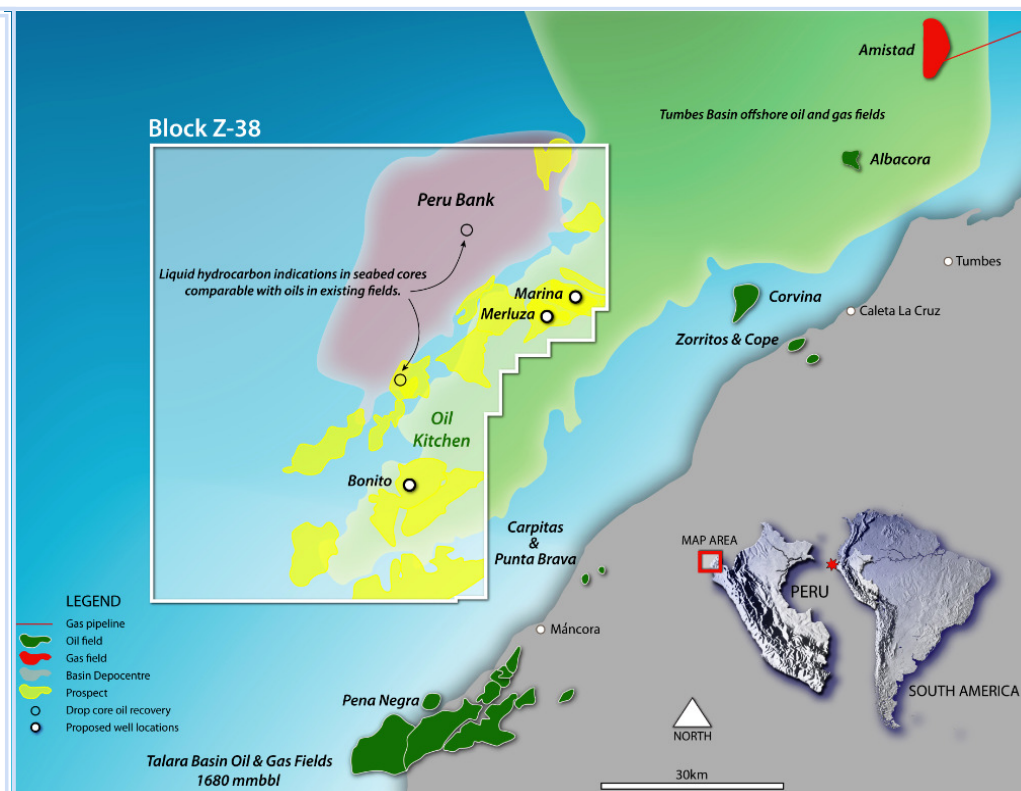 Amistad
Tumbes Basin offshore oil and gas fields
Block Z-38
Albacora
Peru Bank
Tumbes
Liquid hydrocarbon indications in seabed cores
comparable with oils in existing fields.
Marina
Merluza
Corvina
Caleta La Cruz
Zorritos & Cope
Oil
Kitchen
Bonito
Carpitas
&
Punta Brava
MAP AREA
PERU
SOUTH AMERICA
LEGEND
Gas pipeline
Oil field
Gas field
Basin Depocentre
Prospect
Drop core oil recovery
Proposed well locations
Máncora
Pena Negra
Talara Basin Oil & Gas Fields
1680 mmbbl
NORTH
30km